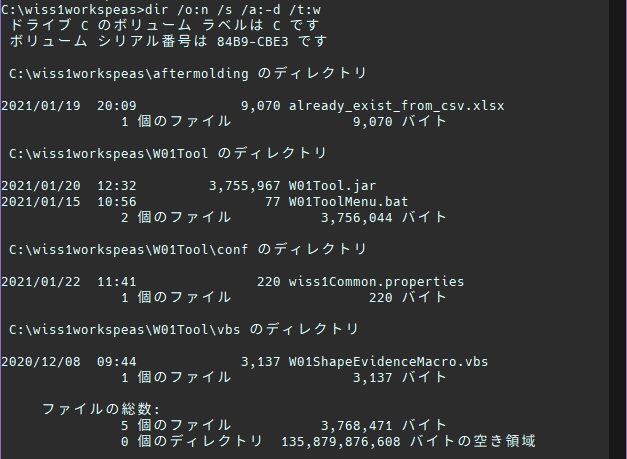 C:\wiss1workspeas>dir /o:n /s /a:-d /t:w
ドライブ C のボリューム ラベルは C です
ボリューム シリアル番号は 84B9-CBE3 です
C:\wiss1workspeas\aftermolding のディレクトリ
2021/01/19  20:09             9,070 already_exist_from_csv.xlsx
1 個のファイル               9,070 バイト
C:\wiss1workspeas\W01Tool のディレクトリ
2021/01/20  12:32         3,755,967 W01Tool.jar
2021/01/15  10:56                77 W01ToolMenu.bat
2 個のファイル           3,756,044 バイト
C:\wiss1workspeas\W01Tool\conf のディレクトリ
2021/01/22  11:41               220 wiss1Common.properties
1 個のファイル                 220 バイト
C:\wiss1workspeas\W01Tool\vbs のディレクトリ
2020/12/08  09:44             3,137 W01ShapeEvidenceMacro.vbs
1 個のファイル               3,137 バイト
ファイルの総数:
5 個のファイル           3,768,471 バイト
0 個のディレクトリ  135,879,876,608 バイトの空き領域